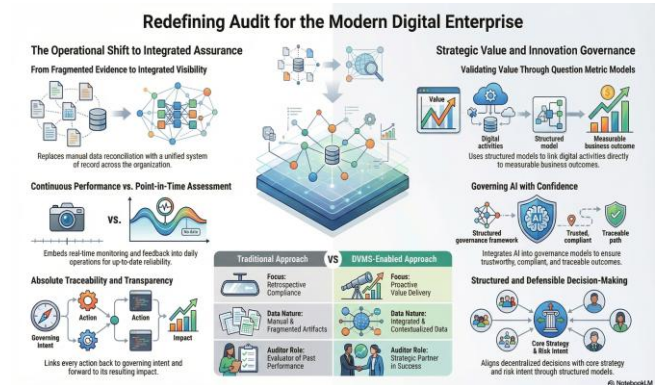 Redefining Audit for the Modern Digital Enterprise
The Operational Shift to Integrated Assurance
From Fragmented Evidence to Integrated Visibility
Replaces manual data reconciliation with a unified system
of record across the organization.
Continuous Performance vs. Point-in-Time Assessment
VS.
Embeds real-time monitoring and feedback into daily
operations for up-to-date reliability.
Absolute Traceability and Transparency
Governing
Intent
Action
Action
Impact
Links every action back to governing intent and
forward to its resulting impact.
Traditional Approach
VS
DVMS-Enabled Approach
Focus:
Retrospective
Compliance
Focus:
Proactive
Value Delivery
Data Nature:
Manual &
Fragmented Artifacts
Data Nature:
Integrated &
Contextualized Data
Auditor Role:
Evaluator of Past
Performance
Auditor Role:
Strategic Partner
in Success
Strategic Value and Innovation Governance
Validating Value Through Question Metric Models
Value
Digital
activities
Structured
model
Measurable
business outcome
Uses structured models to link digital activities directly
to measurable business outcomes.
Governing AI with Confidence
Structured
governance framework
AI
Trusted,
compliant
Traceable
path
Integrates AI into governance models to ensure
trustworthy, compliant, and traceable outcomes.
Structured and Defensible Decision-Making
Core Strategy
& Risk Intent
Aligns decentralized decisions with core strategy
and risk intent through structured models.
NotebookLM